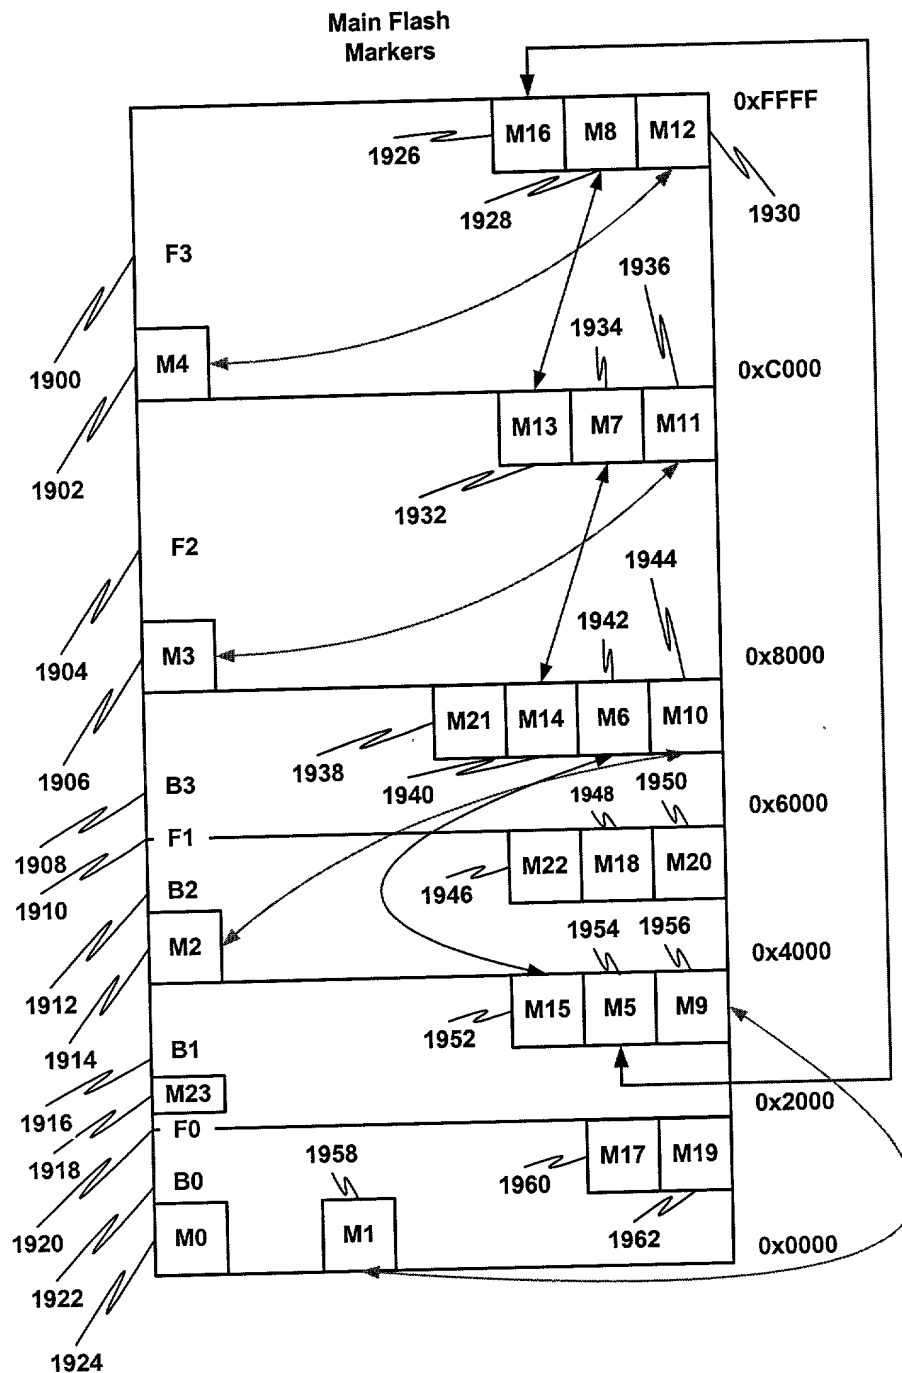 Main Flash
Markers
0xFFFF
M16 M8 M12
1926
1928
1930
F3
1936
1934
1900
M4
0xC000
M13 M7 M11
1902
1932
F2
1944
1942
1904
M3
0x8000
M21 M14 M6 M10
1938
1906
1940
B3
1948
1950
0x6000
F1
1908
M22 M18 M20
1946
1910
B2
1954
1956
M2
0x4000
1912
M15 M5 M9
1952
1914
B1
M23
0x2000
1916
F0
1958
M17 M19
1918
1960
B0
1920
M0
M1
1962
0x0000
1922
1924